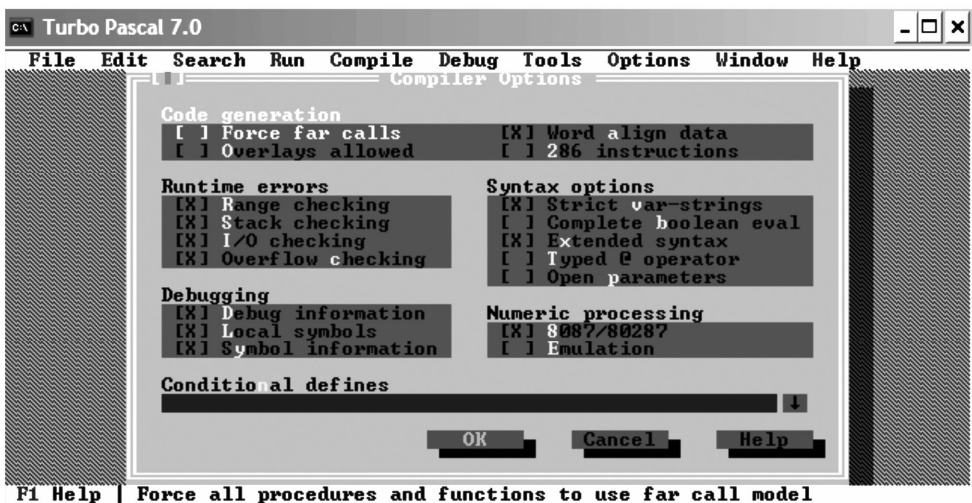 Turbo Pascal 7.0
File Edit Search Run Compile Debug Tools Options Window Help
Compiler Options
Code generation
[ ] Force far calls [X] Word align data
[ ] Overlays allowed [ ] 286 instructions
Runtime errors Syntax options
[X] Range checking [X] Strict var-strings
[X] Stack checking [ ] Complete boolean eval
[X] I/O checking [X] Extended syntax
[X] Overflow checking [ ] Typed @ operator
[ ] Open parameters
Debugging
[X] Debug information Numeric processing
[X] Local symbols [X] 8087/80287
[X] Symbol information [ ] Emulation
Conditional defines
OK Cancel Help
F1 Help | Force all procedures and functions to use far call model